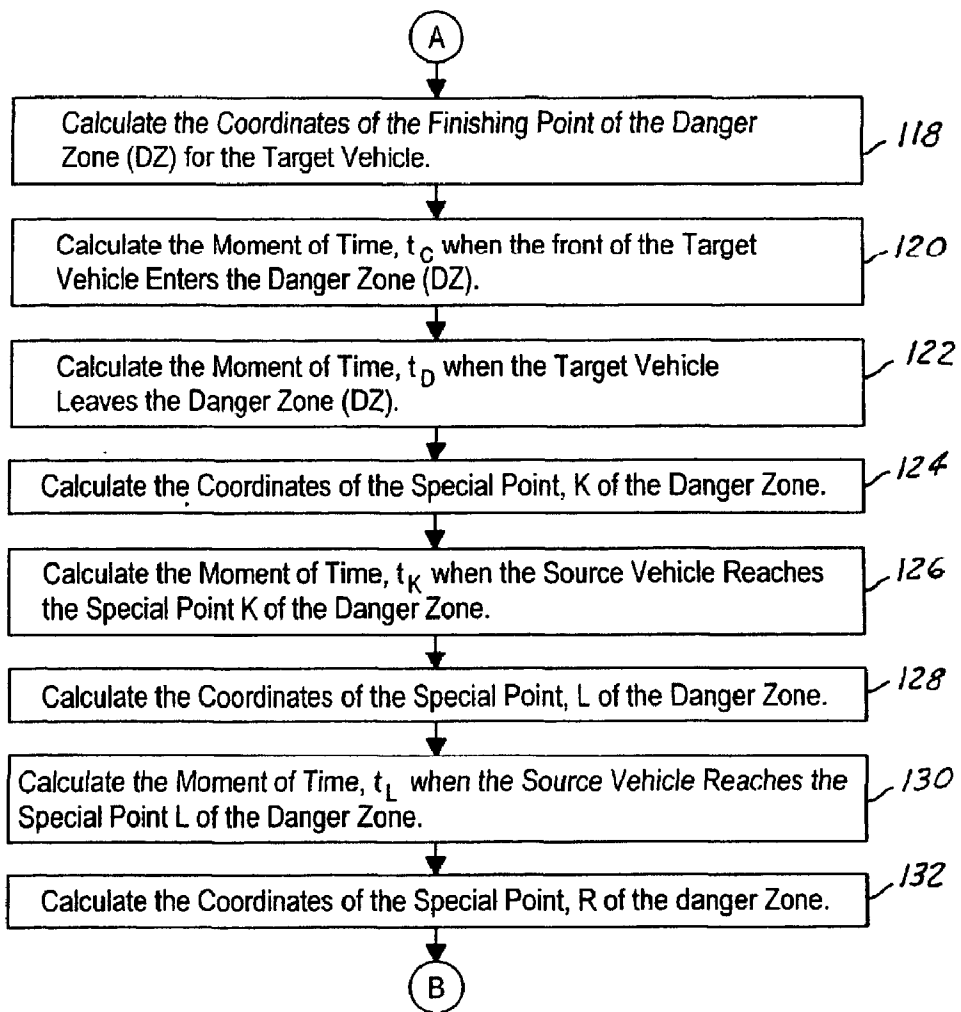 A
Calculate the Coordinates of the Finishing Point of the Danger
Zone (DZ) for the Target Vehicle.
118
Calculate the Moment of Time, t_C when the front of the Target
Vehicle Enters the Danger Zone (DZ).
120
Calculate the Moment of Time, t_D when the Target Vehicle
Leaves the Danger Zone (DZ).
122
Calculate the Coordinates of the Special Point, K of the Danger Zone.
124
Calculate the Moment of Time, t_K when the Source Vehicle Reaches
the Special Point K of the Danger Zone.
126
Calculate the Coordinates of the Special Point, L of the Danger Zone.
128
Calculate the Moment of Time, t_L when the Source Vehicle Reaches the
Special Point L of the Danger Zone.
130
Calculate the Coordinates of the Special Point, R of the danger Zone.
132
B